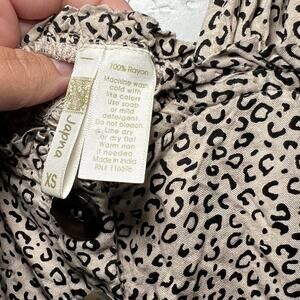 100% Rayon
Machine wash
cold with
like colors
Use soap
or mild
detergent.
Do not bleach.
Line dry
or dry flat
Warm iron
if needed
Made in India
RN# 116696
Japna
XS